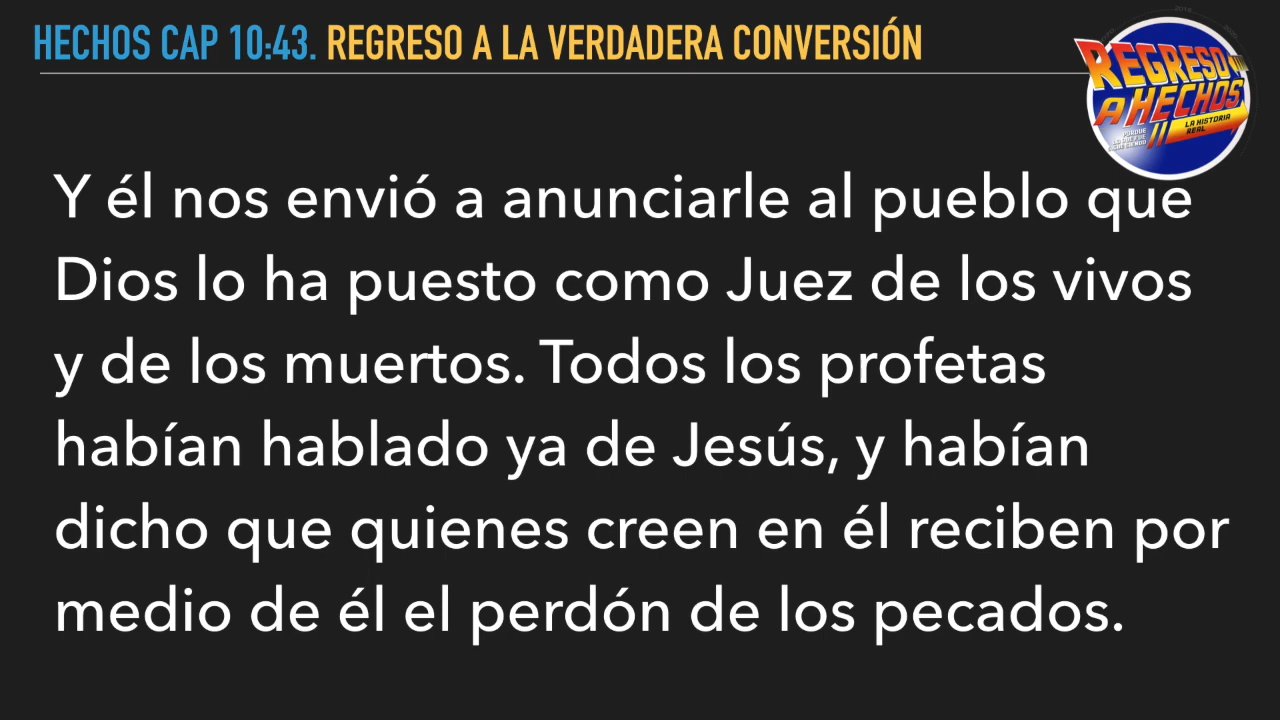 HECHOS CAP 10:43. REGRESO A LA VERDADERA CONVERSIÓN
REGRESO
A HECHOS
LA HISTORIA
REAL
Y él nos envió a anunciarle al pueblo que
Dios lo ha puesto como Juez de los vivos
y de los muertos. Todos los profetas
habían hablado ya de Jesús, y habían
dicho que quienes creen en él reciben por
medio de él el perdón de los pecados.